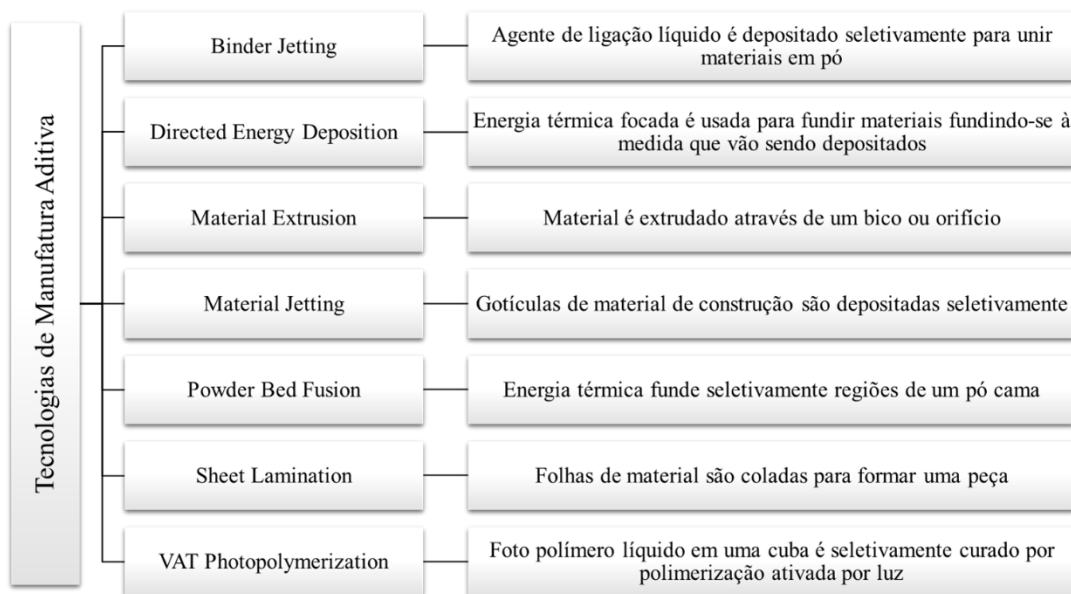 Tecnologias de Manufatura Aditiva
Binder Jetting
Agente de ligação líquido é depositado seletivamente para unir
materiais em pó
Directed Energy Deposition
Energia térmica focada é usada para fundir materiais fundindo-se à
medida que vão sendo depositados
Material Extrusion
Material é extrudado através de um bico ou orifício
Material Jetting
Gotículas de material de construção são depositadas seletivamente
Powder Bed Fusion
Energia térmica funde seletivamente regiões de um pó cama
Sheet Lamination
Folhas de material são coladas para formar uma peça
VAT Photopolymerization
Foto polímero líquido em uma cuba é seletivamente curado por
polimerização ativada por luz